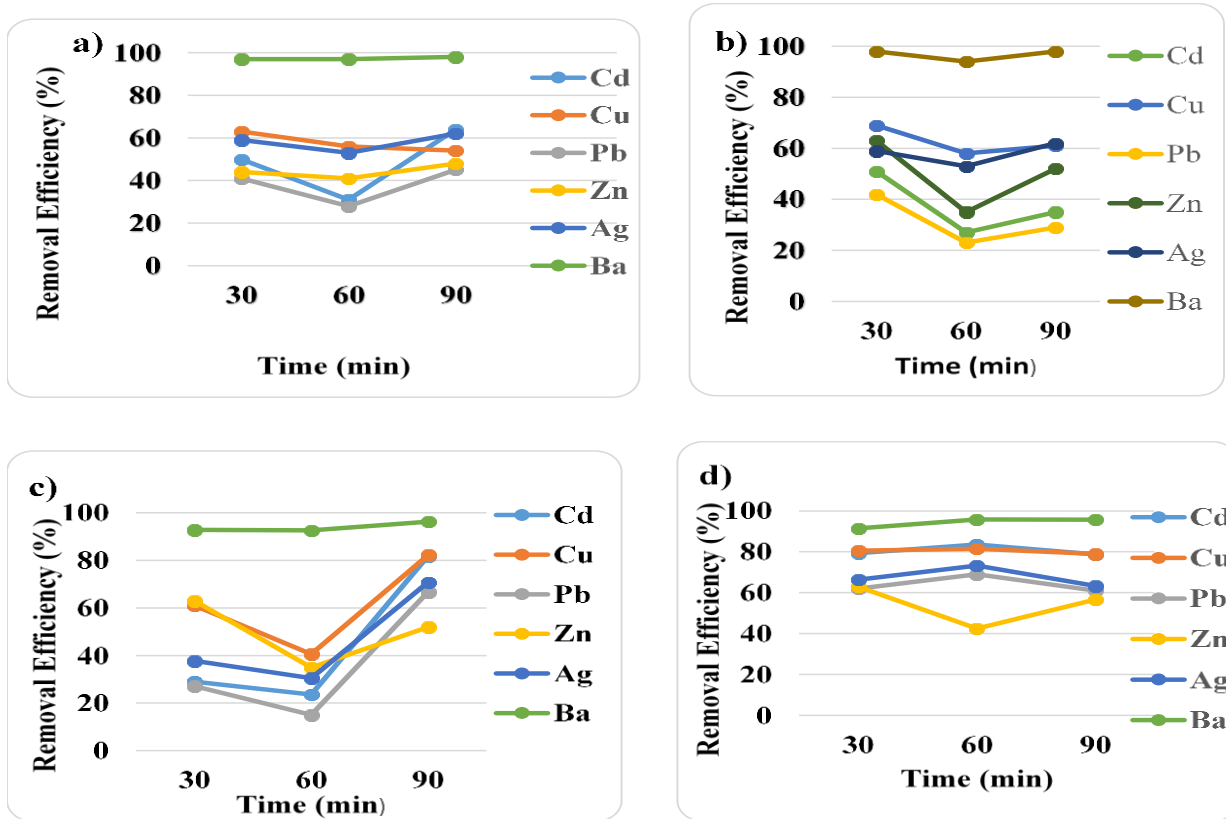 a)
Removal Efficiency (%)
100
80
60
40
20
0
30 60 90
Time (min)
Cd
Cu
Pb
Zn
Ag
Ba
b)
Removal Efficiency (%)
100
80
60
40
20
0
30 60 90
Time (min)
Cd
Cu
Pb
Zn
Ag
Ba
c)
Removal Efficiency (%)
100
80
60
40
20
0
30 60 90
Time (min)
Cd
Cu
Pb
Zn
Ag
Ba
d)
Removal Efficiency (%)
100
80
60
40
20
0
30 60 90
Time (min)
Cd
Cu
Pb
Zn
Ag
Ba